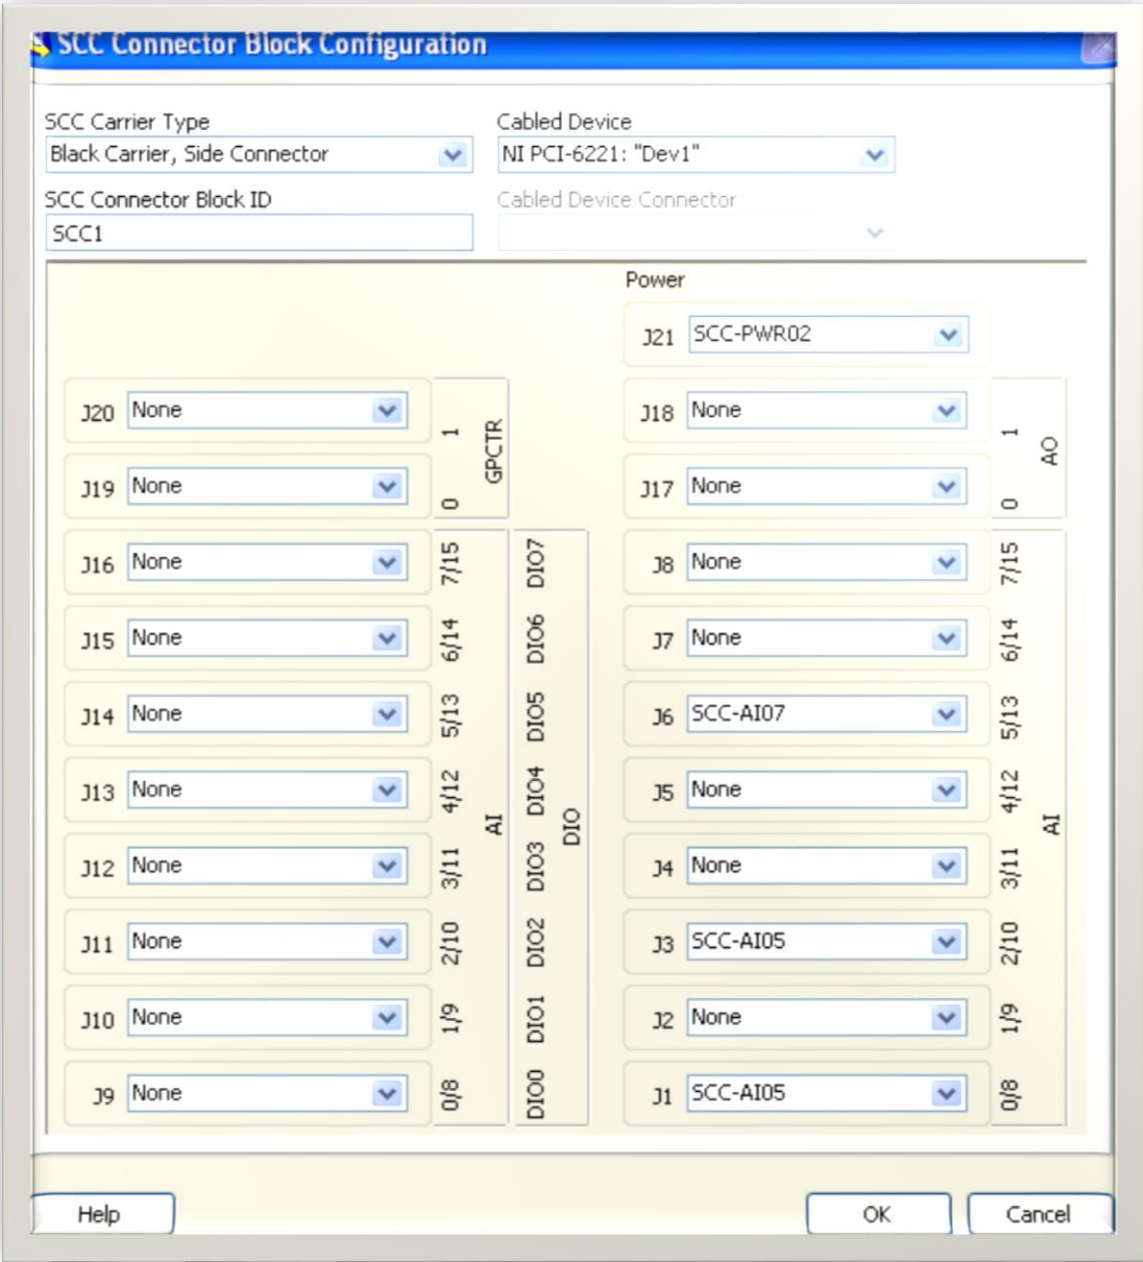 SCC Connector Block Configuration
SCC Carrier Type
Cabled Device
Black Carrier, Side Connector
NI PCI-6221: "Dev1"
SCC Connector Block ID
Cabled Device Connector
SCC1
Power
J21 SCC-PWR02
J20 None
1
GPCTR
J18 None
1
AO
J19 None
0
J17 None
0
J16 None
7/15
DIO7
J8 None
7/15
J15 None
6/14
DIO6
J7 None
6/14
J14 None
5/13
DIO5
J6 SCC-AI07
5/13
J13 None
4/12
DIO4
J5 None
4/12
AI
DIO
AI
J12 None
3/11
DIO3
J4 None
3/11
J11 None
2/10
DIO2
J3 SCC-AI05
2/10
J10 None
1/9
DIO1
J2 None
1/9
J9 None
0/8
DIO0
J1 SCC-AI05
0/8
Help
OK
Cancel